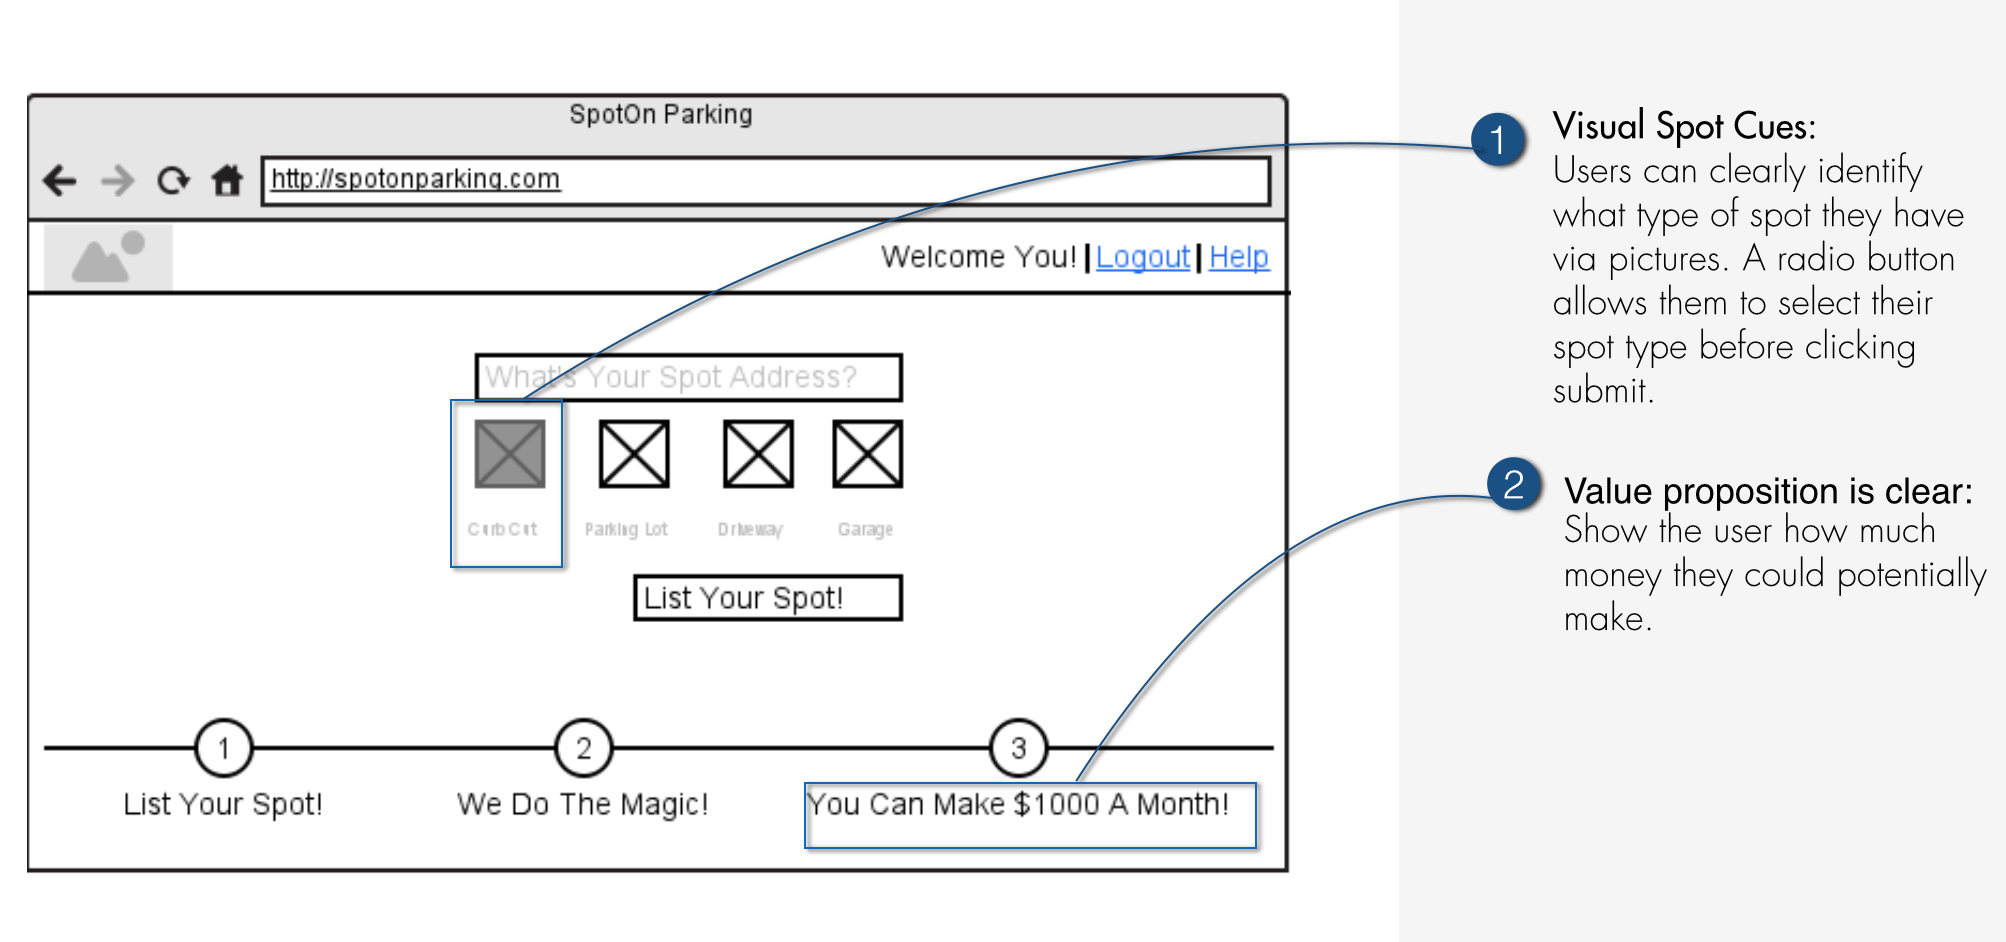 SpotOn Parking
http://spotonparking.com
Welcome You! | Logout | Help
What's Your Spot Address?
Curb Cut Parking Lot Driveway Garage
List Your Spot!
1 2 3
List Your Spot! We Do The Magic! You Can Make $1000 A Month!
1 Visual Spot Cues:
Users can clearly identify
what type of spot they have
via pictures. A radio button
allows them to select their
spot type before clicking
submit.
2 Value proposition is clear:
Show the user how much
money they could potentially
make.